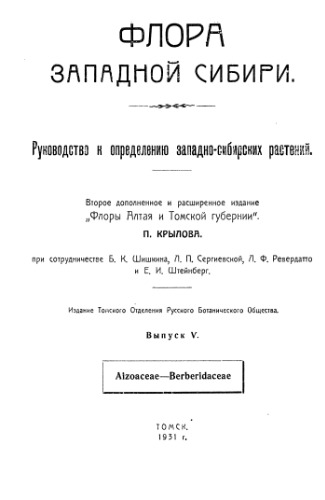 ФЛОРА
ЗАПАДНОЙ СИБИРИ.
Руководство к определению западно-сибирских растений.
Второе дополненное и расширенное издание
„Флоры Алтая и Томской губернии“.
П. КРЫЛОВА.
при сотрудничестве Б. К. Шишкина, Л. П. Сергиевской, Л. Ф. Ревердатто
и Е. И. Штейнберг.
Издание Томского Отделения Русского Ботанического Общества.
Выпуск V.
Aizoaceae—Berberidaceae
ТОМСК.
1931 г.